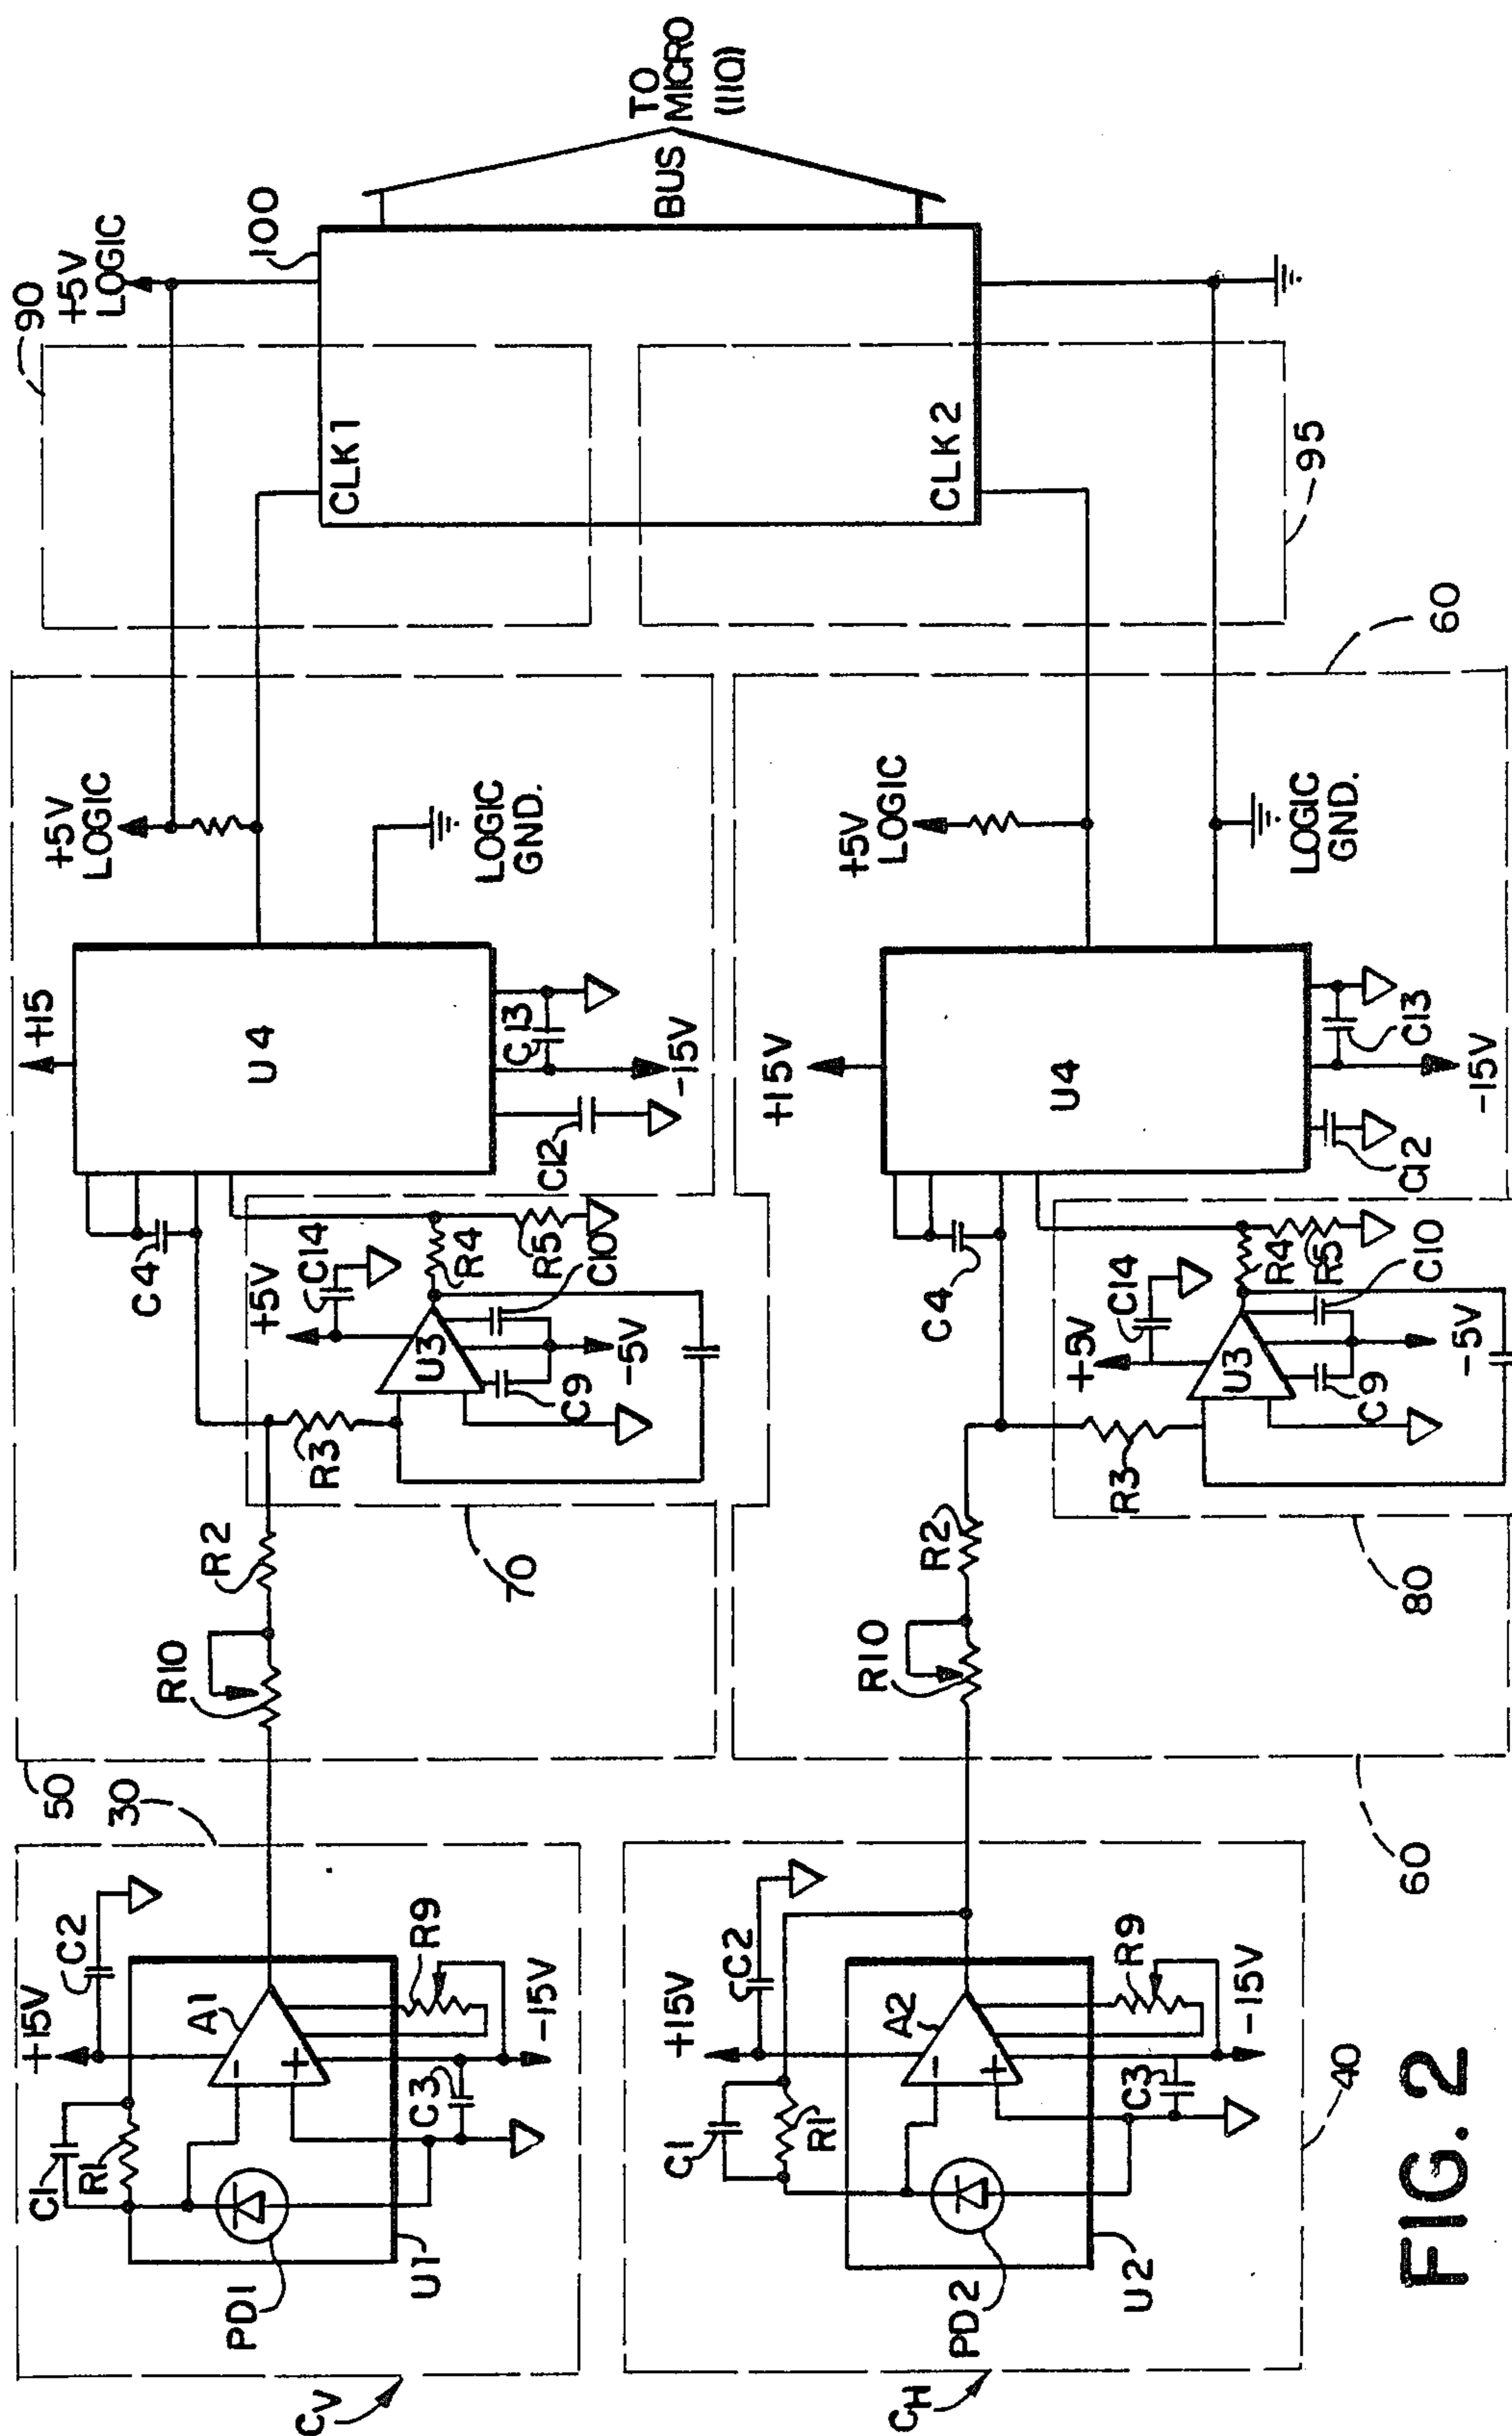 CV
PD1
U1
C1
R1
+15V
C2
A1
-
+
C3
R9
-15V
30
50
R10
R2
70
R3
C4
+5V
C14
U3
C9
-5V
R4
R5
C10
+15
U4
C12
C13
-15V
+5V
LOGIC
LOGIC
GND.
90
+5V
LOGIC
100
CLK1
CLK2
BUS
TO
MICRO
(110)
95
CH
PD2
U2
C1
R1
+15V
C2
A2
-
+
C3
R9
-15V
40
60
R10
R2
80
R3
C4
+5V
C14
U3
C9
-5V
R4
R5
C10
+15V
U4
C12
C13
-15V
+5V
LOGIC
LOGIC
GND.
60
FIG. 2